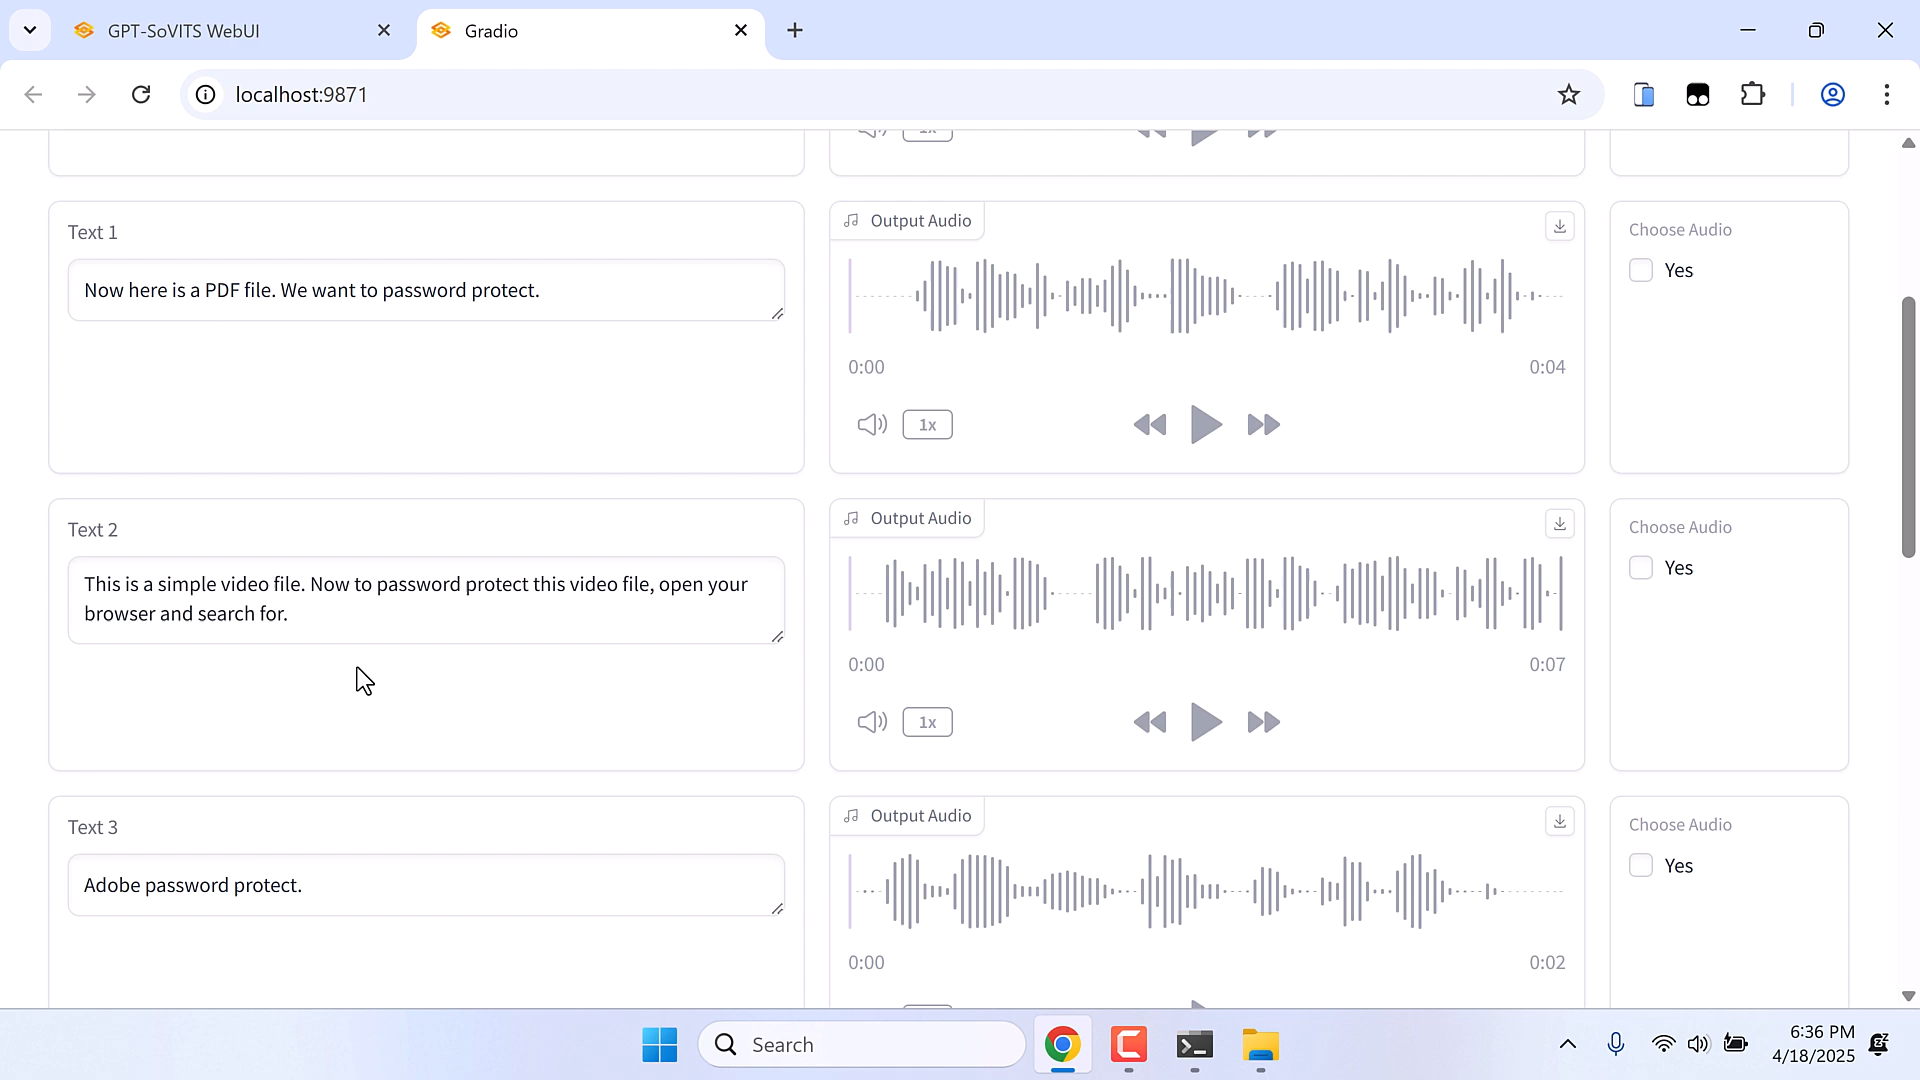 GPT-SoVITS WebUI
Gradio
localhost:9871
1x
Text 1
Now here is a PDF file. We want to password protect.
Output Audio
0:00
0:04
1x
Choose Audio
Yes
Text 2
This is a simple video file. Now to password protect this video file, open your
browser and search for.
Output Audio
0:00
0:07
1x
Choose Audio
Yes
Text 3
Adobe password protect.
Output Audio
0:00
0:02
Choose Audio
Yes
Search
6:36 PM
4/18/2025